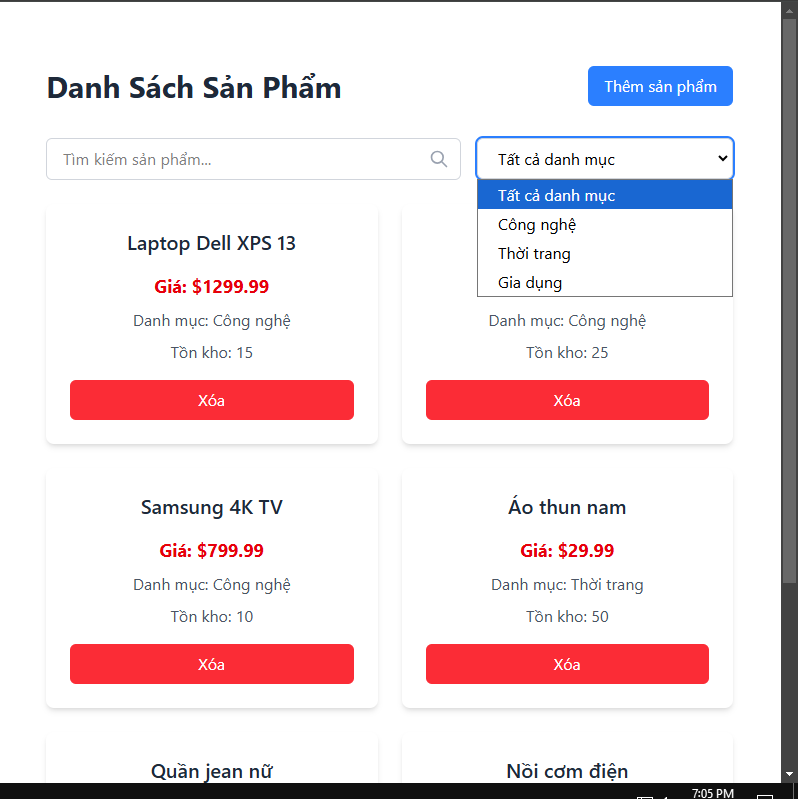 Danh Sách Sản Phẩm
Thêm sản phẩm
Tìm kiếm sản phẩm...
Tất cả danh mục
Tất cả danh mục
Công nghệ
Thời trang
Gia dụng
Laptop Dell XPS 13
Giá: $1299.99
Danh mục: Công nghệ
Tồn kho: 15
Xóa
Danh mục: Công nghệ
Tồn kho: 25
Xóa
Samsung 4K TV
Giá: $799.99
Danh mục: Công nghệ
Tồn kho: 10
Xóa
Áo thun nam
Giá: $29.99
Danh mục: Thời trang
Tồn kho: 50
Xóa
Quần jean nữ
Nồi cơm điện
7:05 PM